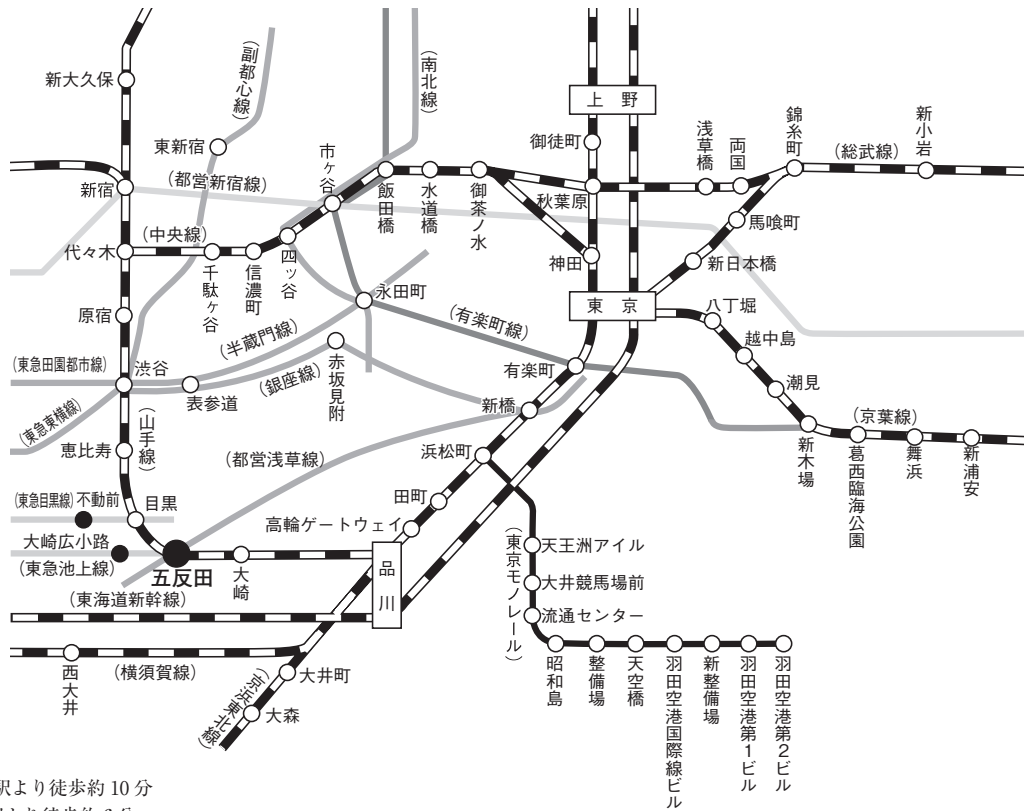 新大久保
（副都心線）
（南北線）
上野
御徒町
浅草橋
両国
錦糸町
新小岩
（総武線）
東新宿
市ヶ谷
新宿
（都営新宿線）
飯田橋
水道橋
御茶ノ水
秋葉原
馬喰町
代々木
（中央線）
千駄ヶ谷
信濃町
四ッ谷
神田
新日本橋
永田町
東京
八丁堀
原宿
（半蔵門線）
（有楽町線）
越中島
（東急田園都市線）
渋谷
表参道
（銀座線）
赤坂見附
有楽町
潮見
（東急東横線）
（山手線）
新橋
（京葉線）
新木場
葛西臨海公園
舞浜
新浦安
恵比寿
（都営浅草線）
浜松町
（東急目黒線）
不動前
目黒
田町
高輪ゲートウェイ
大崎広小路
（東急池上線）
五反田
大崎
品川
（東京モノレール）
天王洲アイル
大井競馬場前
流通センター
（東海道新幹線）
西大井
（横須賀線）
大井町
（京浜東北線）
大森
昭和島
整備場
天空橋
羽田空港国際線ビル
新整備場
羽田空港第1ビル
羽田空港第2ビル
駅より徒歩約 10 分